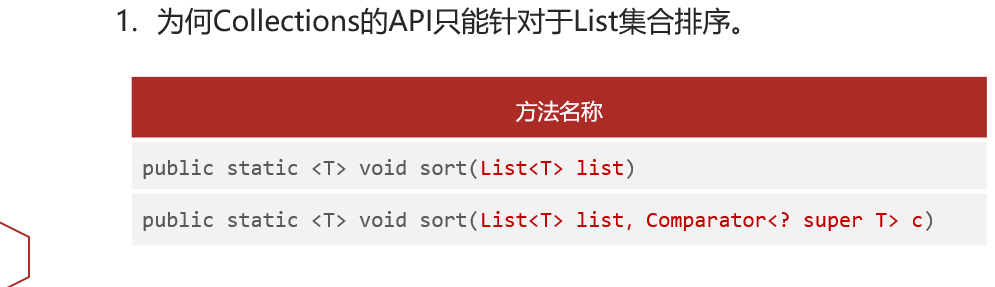 1. 为何Collections的API只能针对于List集合排序。
方法名称
public static <T> void sort(List<T> list)
public static <T> void sort(List<T> list, Comparator<? super T> c)